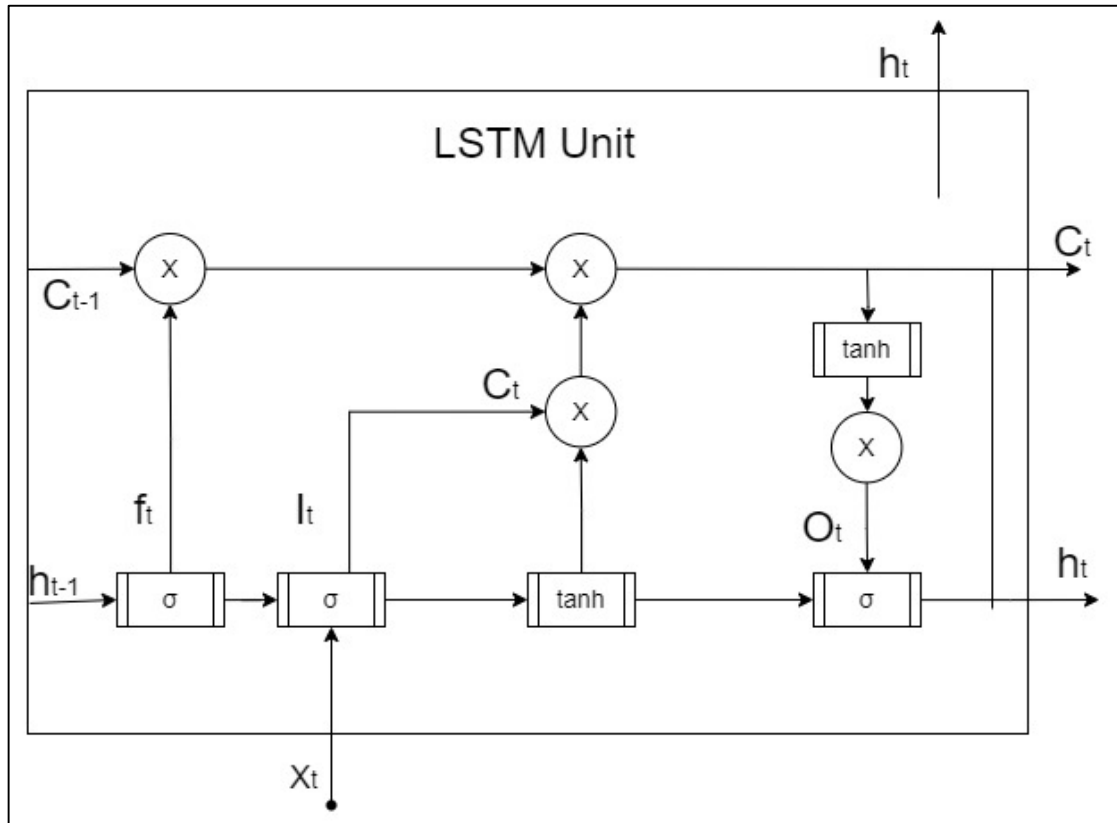 ht
LSTM Unit
X
X
Ct
Ct-1
tanh
Ct
X
X
ft
It
Ot
ht-1
σ
σ
tanh
σ
ht
Xt